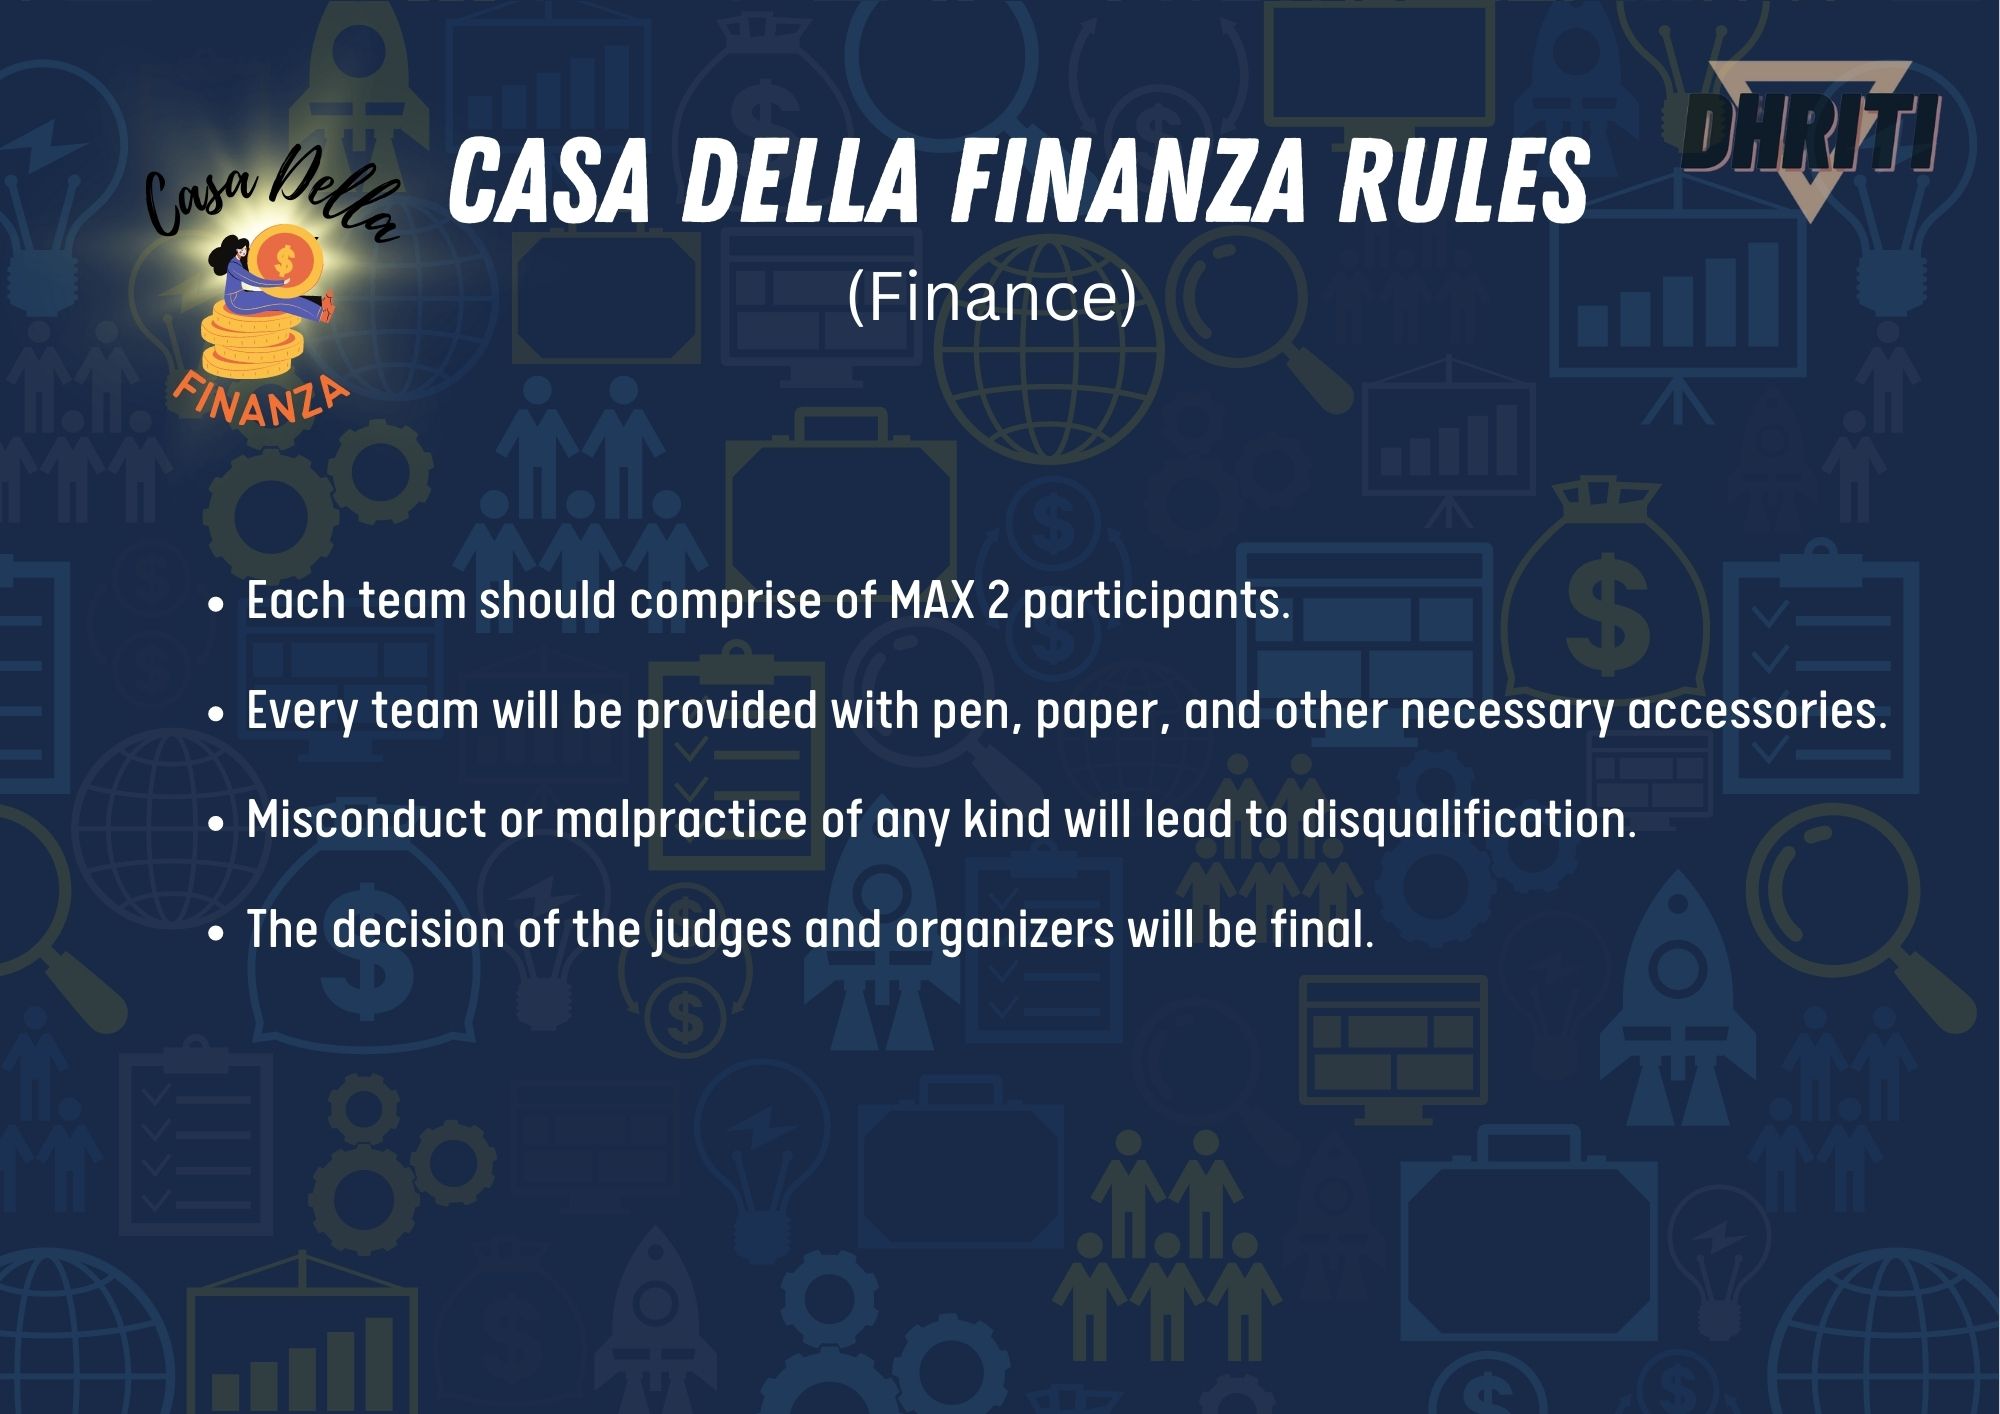 Casa Della
FINANZA
DHRITI
CASA DELLA FINANZA RULES
(Finance)
• Each team should comprise of MAX 2 participants.
• Every team will be provided with pen, paper, and other necessary accessories.
• Misconduct or malpractice of any kind will lead to disqualification.
• The decision of the judges and organizers will be final.